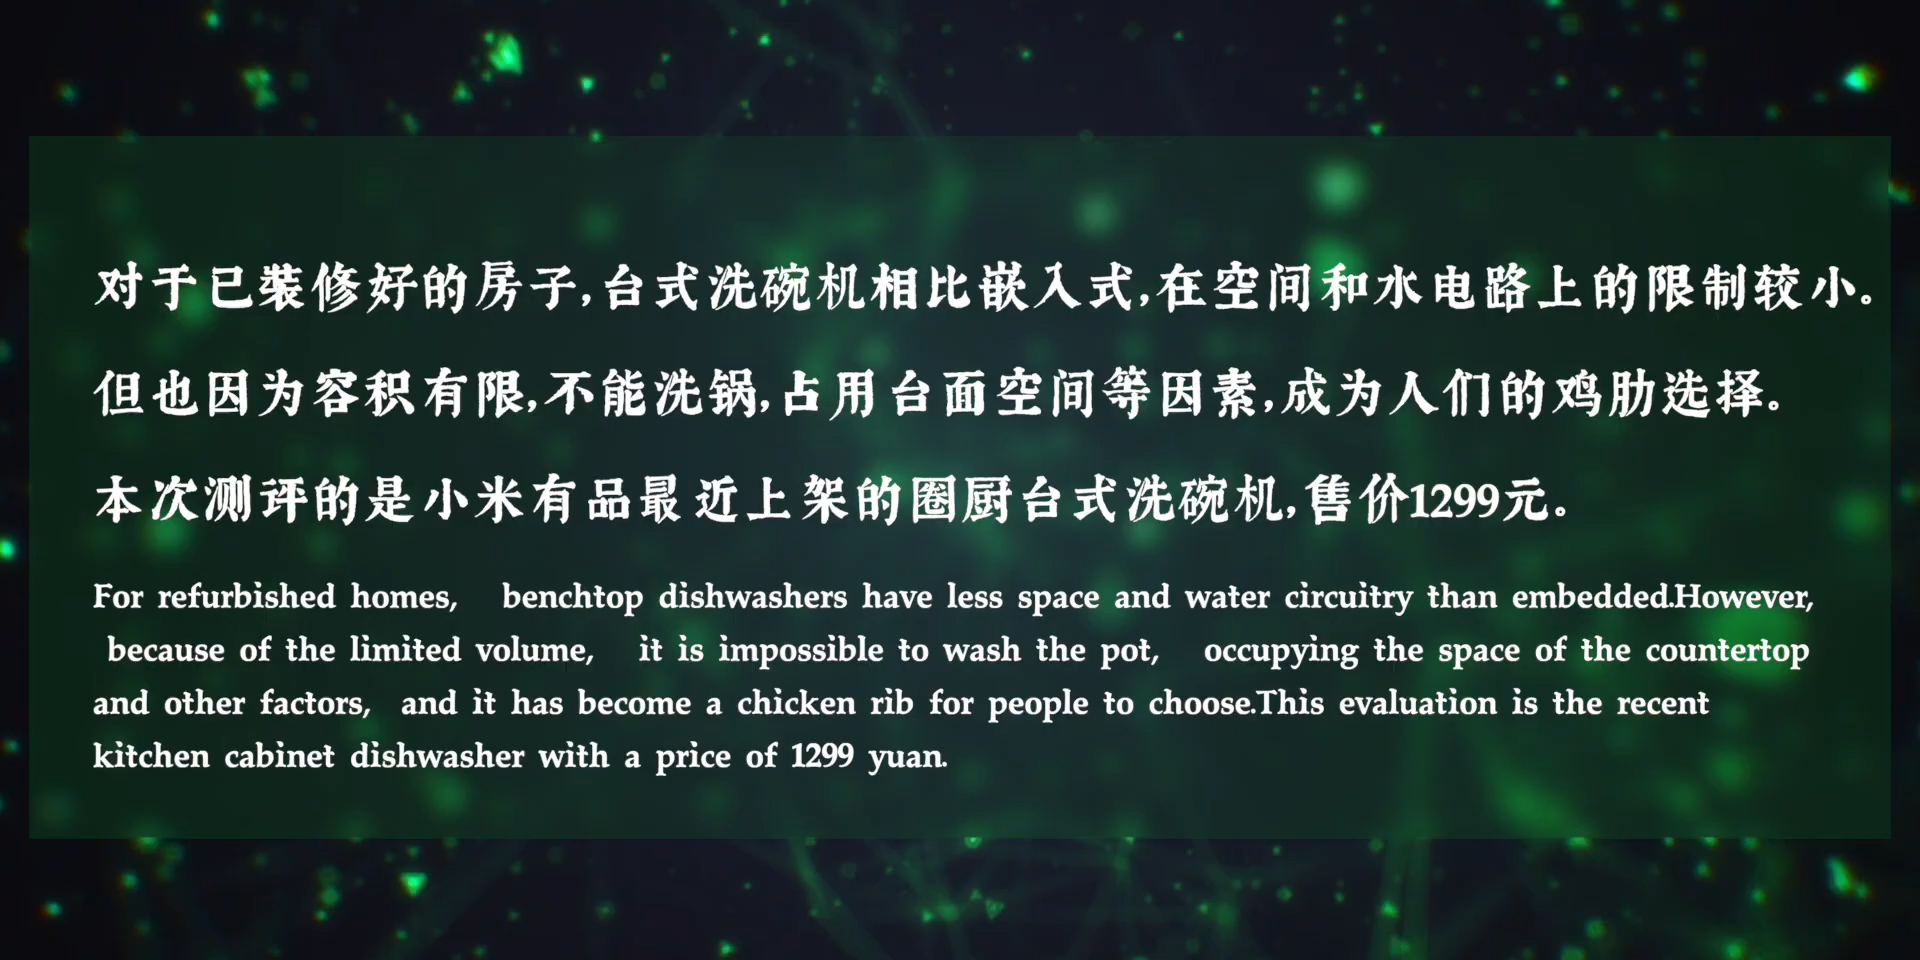 对于已装修好的房子,台式洗碗机相比嵌入式,在空间和水电路上的限制较小。
但也因为容积有限,不能洗锅,占用台面空间等因素,成为人们的鸡肋选择。
本次测评的是小米有品最近上架的圈厨台式洗碗机,售价1299元。
For refurbished homes, benchtop dishwashers have less space and water circuitry than embedded.However,
because of the limited volume, it is impossible to wash the pot, occupying the space of the countertop
and other factors, and it has become a chicken rib for people to choose.This evaluation is the recent
kitchen cabinet dishwasher with a price of 1299 yuan.